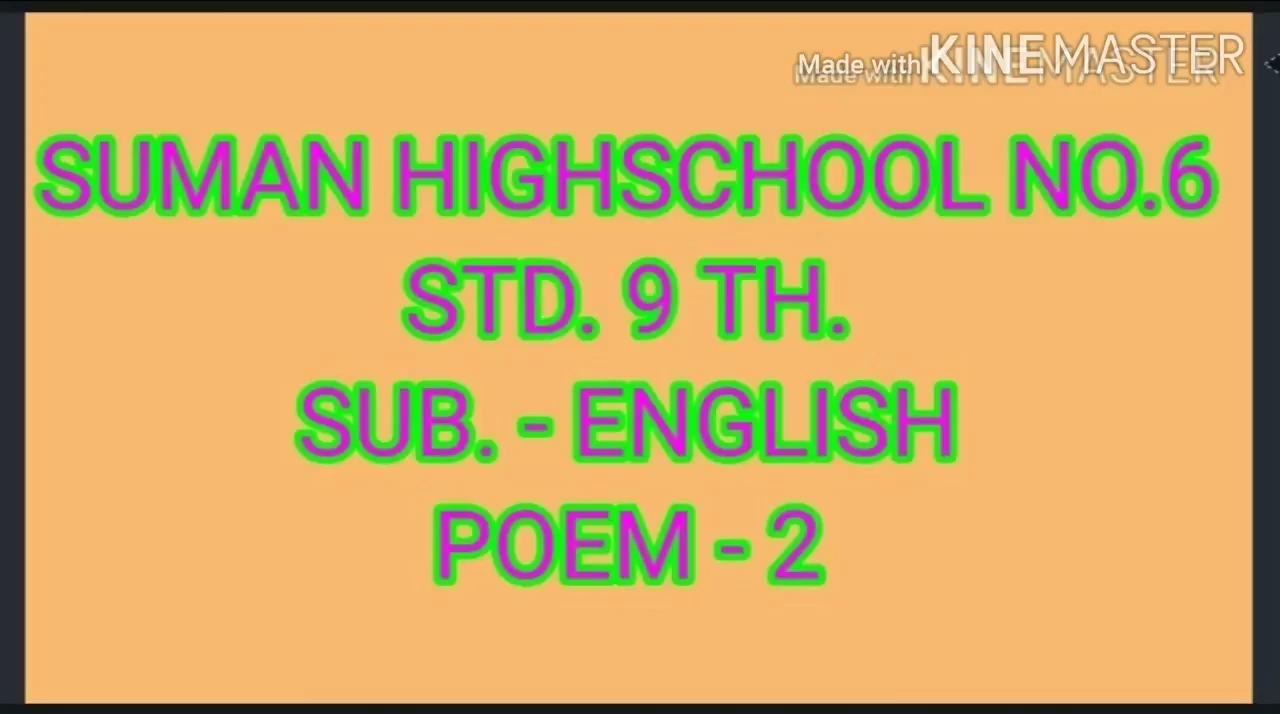 Made with KINEMASTER
SUMAN HIGHSCHOOL NO.6
STD. 9 TH.
SUB. - ENGLISH
POEM - 2